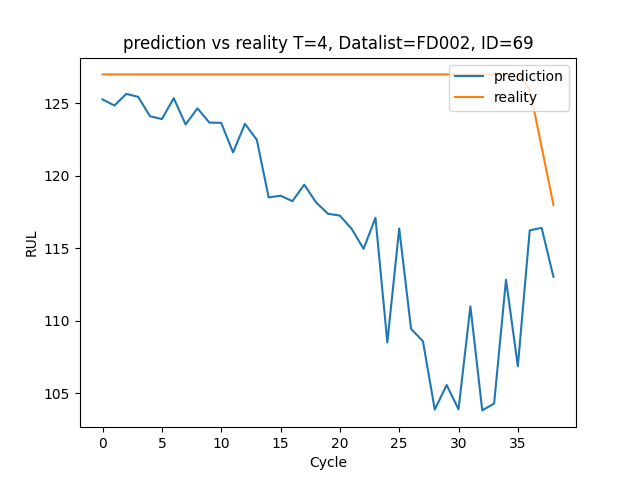 prediction vs reality T=4, Datalist=FD002, ID=69
prediction
reality
125
120
115
110
105
RUL
0 5 10 15 20 25 30 35
Cycle